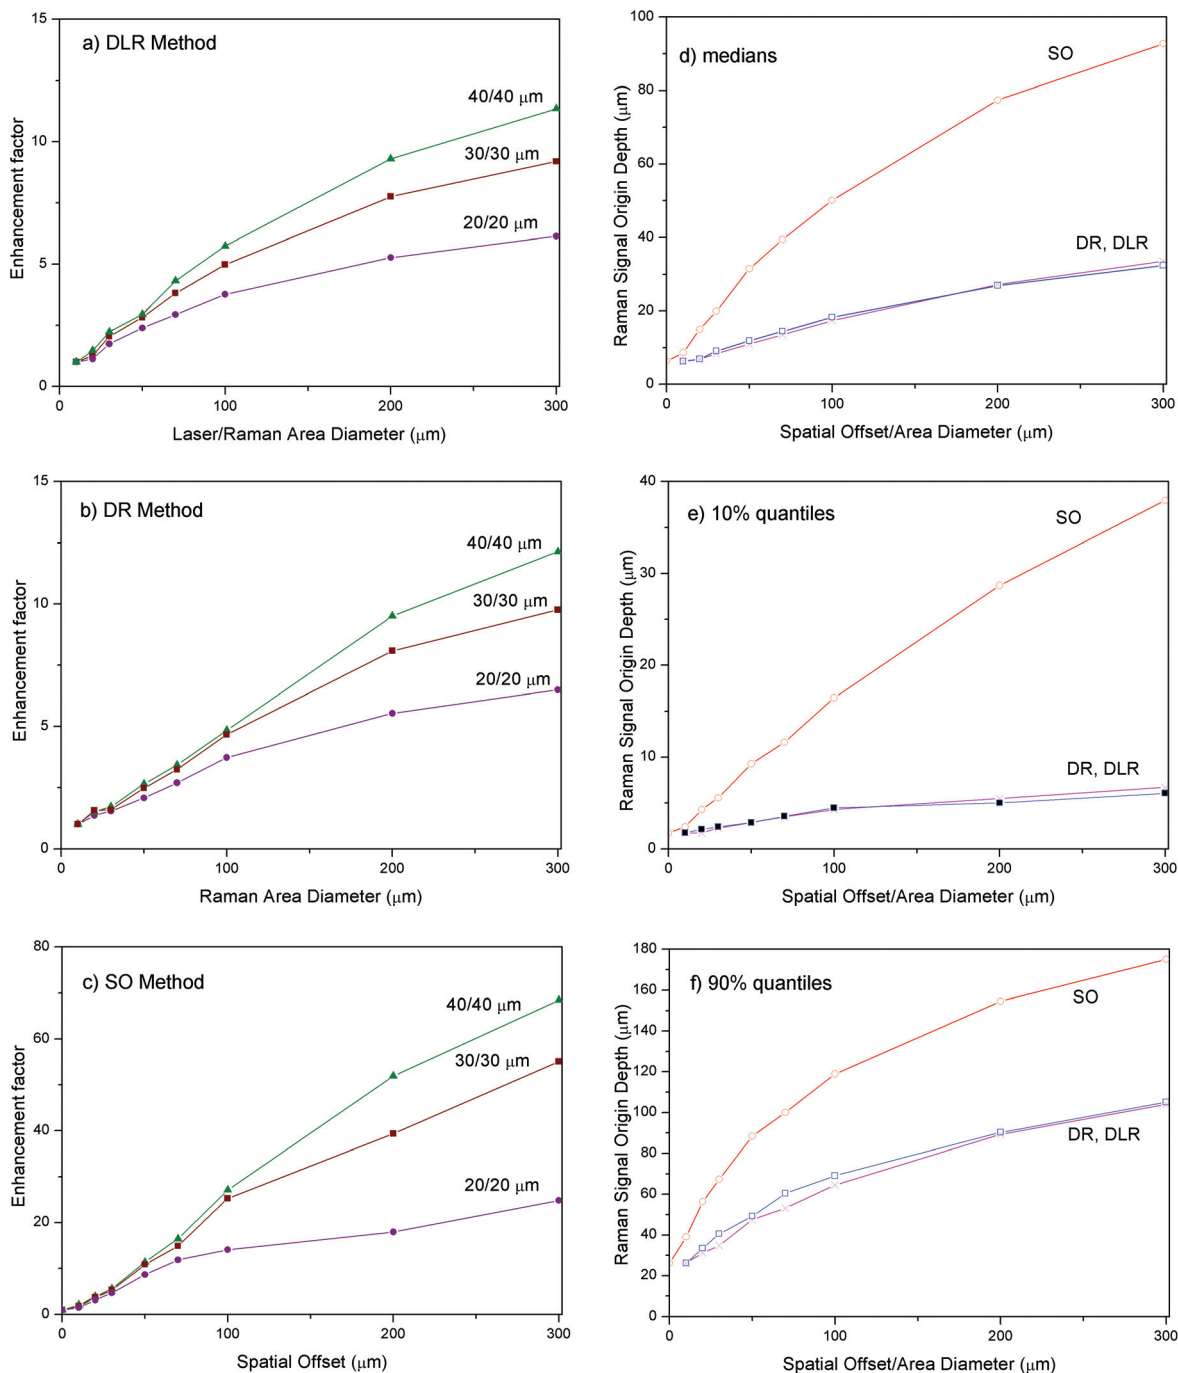 a) DLR Method
Enhancement factor
15
10
5
0
40/40 μm
30/30 μm
20/20 μm
0
100
200
300
Laser/Raman Area Diameter (μm)
d) medians
Raman Signal Origin Depth (μm)
100
80
60
40
20
0
SO
DR, DLR
0
100
200
300
Spatial Offset/Area Diameter (μm)
b) DR Method
Enhancement factor
15
10
5
0
40/40 μm
30/30 μm
20/20 μm
0
100
200
300
Raman Area Diameter (μm)
e) 10% quantiles
Raman Signal Origin Depth (μm)
40
30
20
10
0
SO
DR, DLR
0
100
200
300
Spatial Offset/Area Diameter (μm)
c) SO Method
Enhancement factor
80
60
40
20
0
40/40 μm
30/30 μm
20/20 μm
0
100
200
300
Spatial Offset (μm)
f) 90% quantiles
Raman Signal Origin Depth (μm)
180
160
140
120
100
80
60
40
20
0
SO
DR, DLR
0
100
200
300
Spatial Offset/Area Diameter (μm)